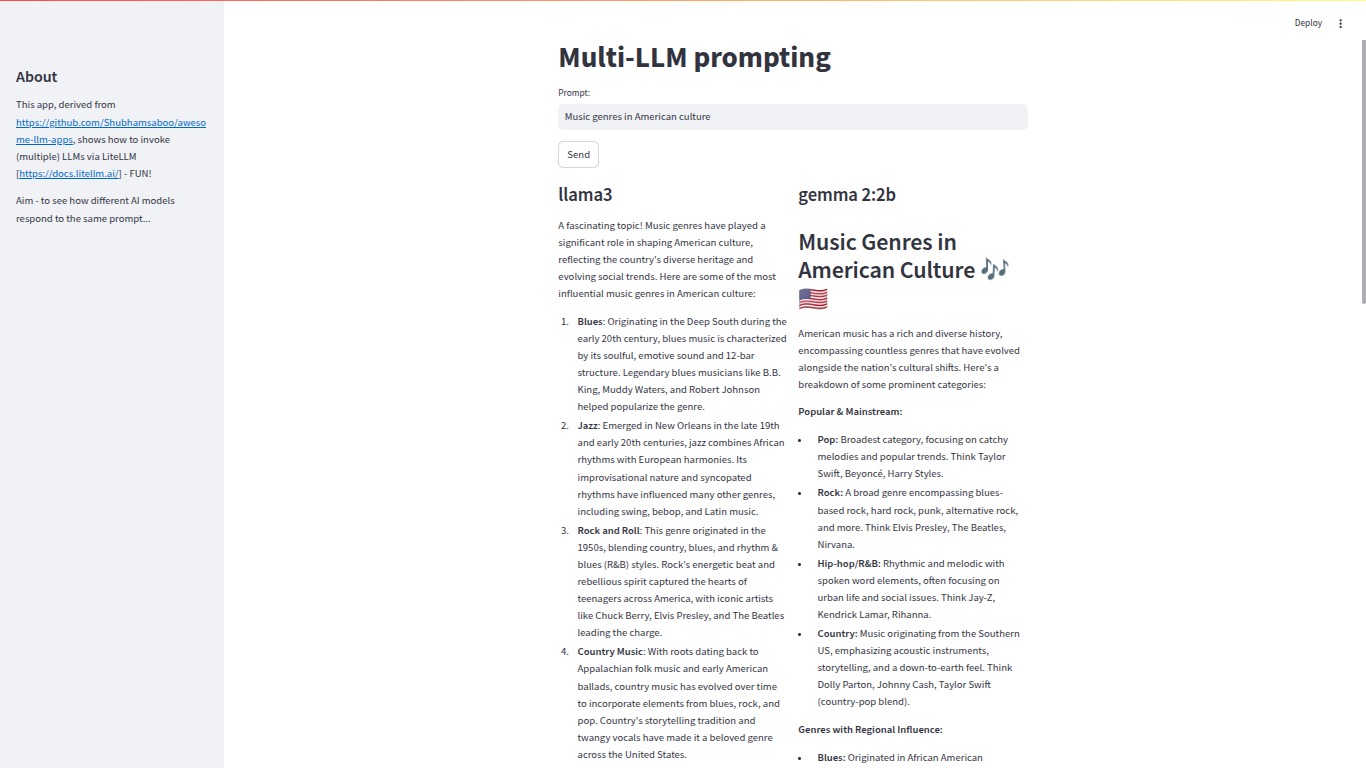 Deploy
About
This app, derived from
https://github.com/Shubhamsaboo/aweso
me-llm-apps, shows how to invoke
(multiple) LLMs via LiteLLM
[https://docs.litellm.ai/] - FUN!
Aim - to see how different AI models
respond to the same prompt...
Multi-LLM prompting
Prompt:
Music genres in American culture
Send
llama3
A fascinating topic! Music genres have played a
significant role in shaping American culture,
reflecting the country's diverse heritage and
evolving social trends. Here are some of the most
influential music genres in American culture:
1. Blues: Originating in the Deep South during the
early 20th century, blues music is characterized
by its soulful, emotive sound and 12-bar
structure. Legendary blues musicians like B.B.
King, Muddy Waters, and Robert Johnson
helped popularize the genre.
2. Jazz: Emerged in New Orleans in the late 19th
and early 20th centuries, jazz combines African
rhythms with European harmonies. Its
improvisational nature and syncopated
rhythms have influenced many other genres,
including swing, bebop, and Latin music.
3. Rock and Roll: This genre originated in the
1950s, blending country, blues, and rhythm &
blues (R&B) styles. Rock's energetic beat and
rebellious spirit captured the hearts of
teenagers across America, with iconic artists
like Chuck Berry, Elvis Presley, and The Beatles
leading the charge.
4. Country Music: With roots dating back to
Appalachian folk music and early American
ballads, country music has evolved over time
to incorporate elements from blues, rock, and
pop. Country's storytelling tradition and
twangy vocals have made it a beloved genre
across the United States.
gemma 2:2b
Music Genres in
American Culture 🎶
🇺🇸
American music has a rich and diverse history,
encompassing countless genres that have evolved
alongside the nation's cultural shifts. Here's a
breakdown of some prominent categories:
Popular & Mainstream:
• Pop: Broadest category, focusing on catchy
melodies and popular trends. Think Taylor
Swift, Beyoncé, Harry Styles.
• Rock: A broad genre encompassing blues-
based rock, hard rock, punk, alternative rock,
and more. Think Elvis Presley, The Beatles,
Nirvana.
• Hip-hop/R&B: Rhythmic and melodic with
spoken word elements, often focusing on
urban life and social issues. Think Jay-Z,
Kendrick Lamar, Rihanna.
• Country: Music originating from the Southern
US, emphasizing acoustic instruments,
storytelling, and a down-to-earth feel. Think
Dolly Parton, Johnny Cash, Taylor Swift
(country-pop blend).
Genres with Regional Influence:
• Blues: Originated in African American